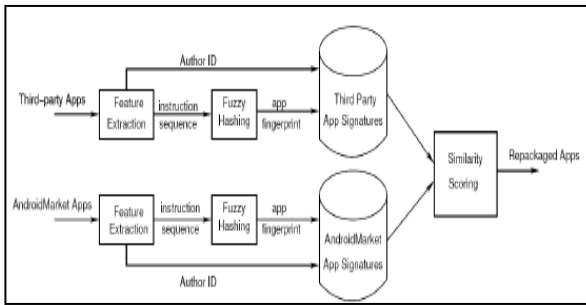 Author ID
Third-party Apps
Feature
Extraction
instruction
sequence
Fuzzy
Hashing
app
fingerprint
Third Party
App Signatures
Similarity
Scoring
Repackaged Apps
AndroidMarket Apps
Feature
Extraction
instruction
sequence
Fuzzy
Hashing
app
fingerprint
AndroidMarket
App Signatures
Author ID